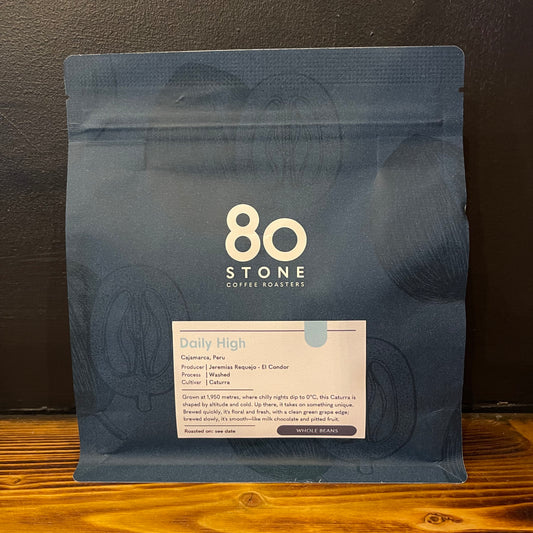 80
STONE
COFFEE ROASTERS
Daily High
Cajamarca, Peru
Producer | Jeremias Requejo - El Condor
Process | Washed
Cultivar | Caturra
Grown at 1,950 metres, where chilly nights dip to 0°C, this Caturra is
shaped by altitude and cold. Up there, it takes on something unique.
Brewed quickly, it's floral and fresh, with a clean green grape edge;
brewed slowly, it's smooth—like milk chocolate and pitted fruit.
Roasted on: see date
WHOLE BEANS